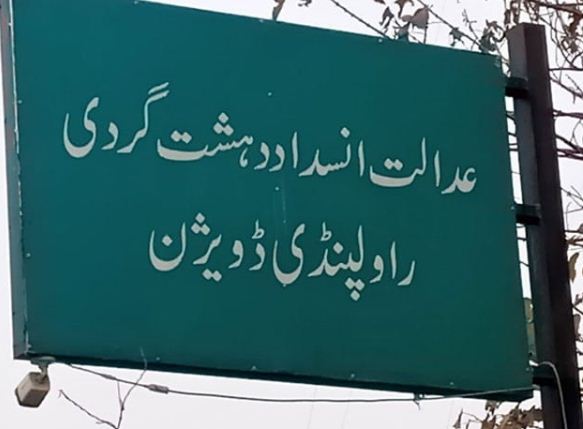 عدالت انسداد دہشت گردی
راولپنڈی ڈویژن